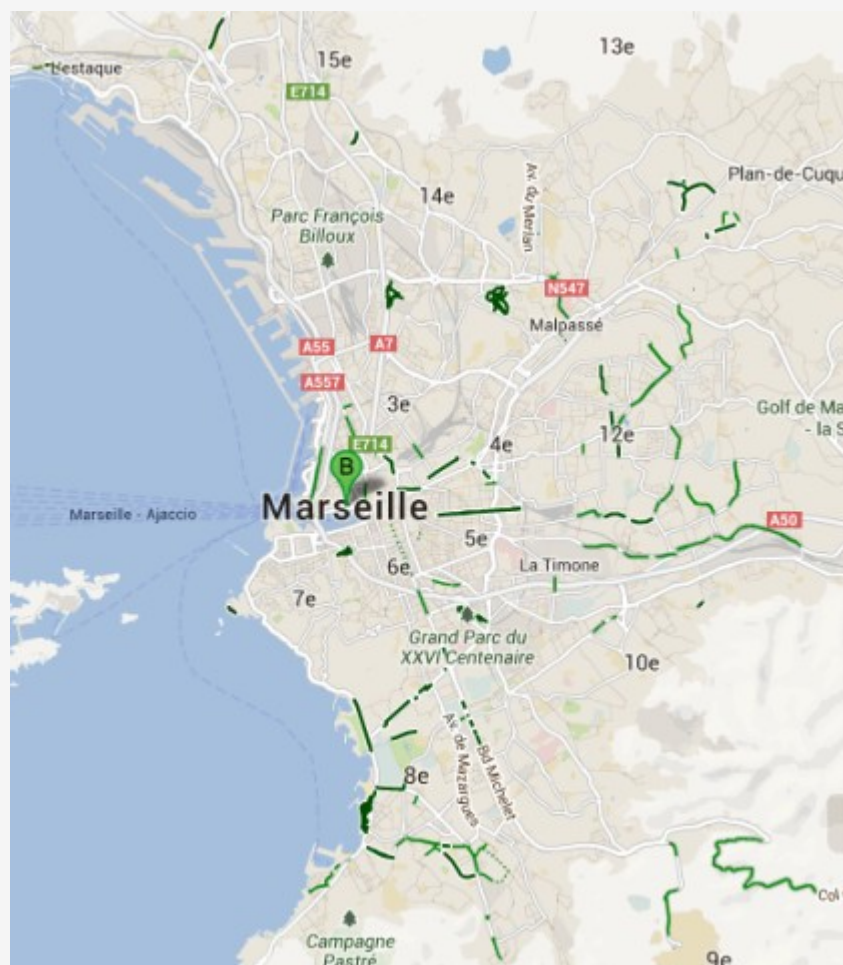 13e
15e
L'estaque
E714
Plan-de-Cuqu
14e
Av. du Merlan
Parc François
Billoux
N547
Malpassé
A55
A7
A557
3e
Golf de Ma
- la S
12e
E714
4e
B
Marseille
Marseille - Ajaccio
A50
5e
La Timone
6e
7e
Grand Parc du
XXVI Centenaire
10e
Av. de Mazargues
Bd Michelet
8e
Col
Campagne
Pastré
9e